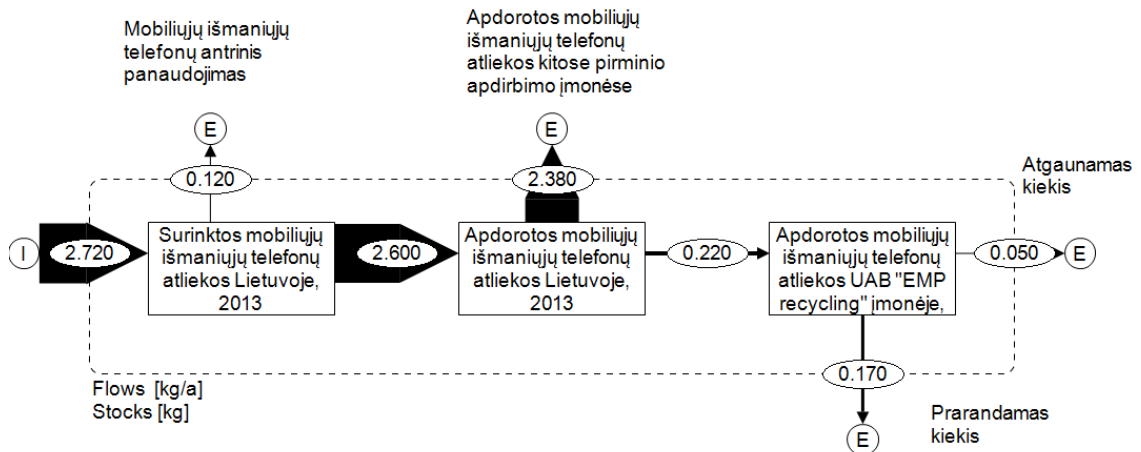 Mobiliųjų išmaniųjų
telefonų antrinis
panaudojimas
Apdorotos mobiliųjų
išmaniųjų telefonų
atliekos kitose pirminio
apdirbimo įmonėse
E
E
0.120
2.380
Atgaunamas
kiekis
I
2.720
Surinktos mobiliųjų
išmaniųjų telefonų
atliekos Lietuvoje,
2013
2.600
Apdorotos mobiliųjų
išmaniųjų telefonų
atliekos Lietuvoje,
2013
0.220
Apdorotos mobiliųjų
išmaniųjų telefonų
atliekos UAB "EMP
recycling" įmonėje,
0.050
E
0.170
Flows [kg/a]
Stocks [kg]
E
Prarandamas
kiekis